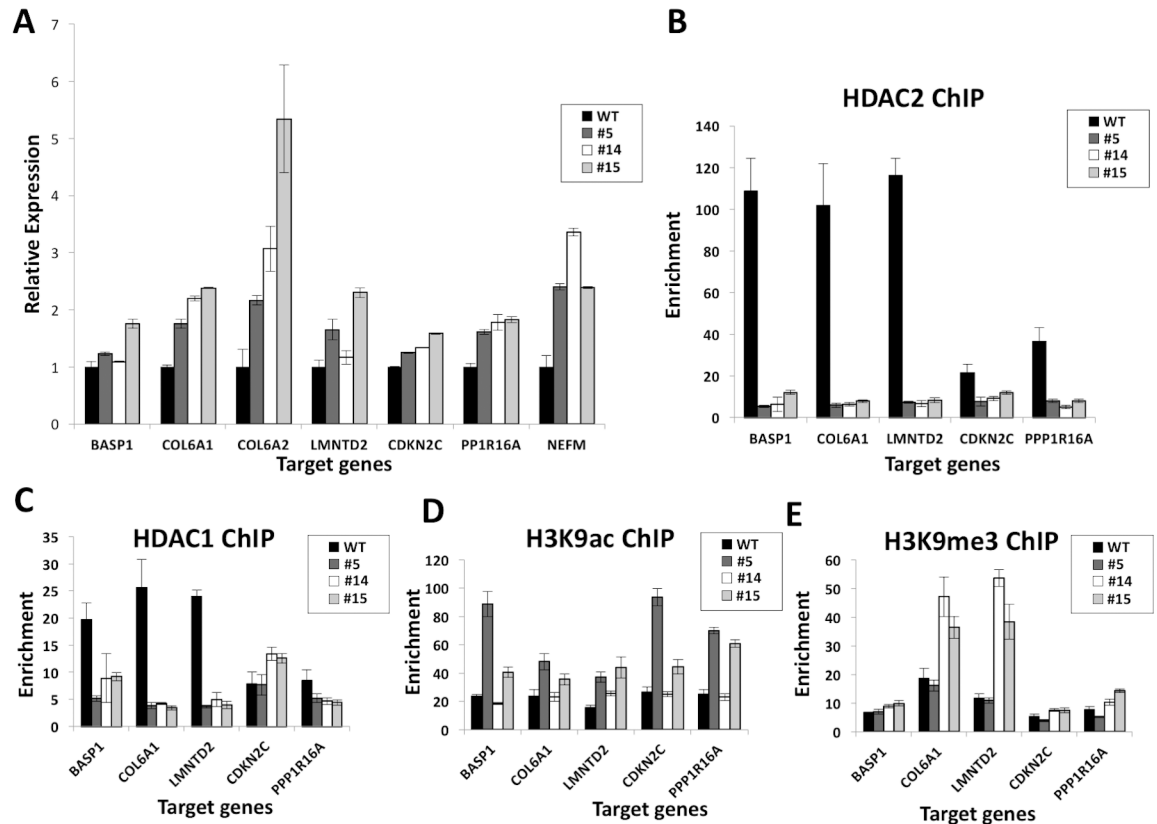 A
7
6
5
4
3
2
1
0
Relative Expression
WT
#5
#14
#15
BASP1 COL6A1 COL6A2 LMNTD2 CDKN2C PP1R16A NEFM
Target genes
B
HDAC2 ChIP
140
120
100
80
60
40
20
0
Enrichment
WT
#5
#14
#15
BASP1 COL6A1 LMNTD2 CDKN2C PPP1R16A
Target genes
C
HDAC1 ChIP
35
30
25
20
15
10
5
0
Enrichment
WT
#5
#14
#15
BASP1 COL6A1 LMNTD2 CDKN2C PPP1R16A
Target genes
D
H3K9ac ChIP
120
100
80
60
40
20
0
Enrichment
WT
#5
#14
#15
BASP1 COL6A1 LMNTD2 CDKN2C PPP1R16A
Target genes
E
H3K9me3 ChIP
60
50
40
30
20
10
0
Enrichment
WT
#5
#14
#15
BASP1 COL6A1 LMNTD2 CDKN2C PPP1R16A
Target genes